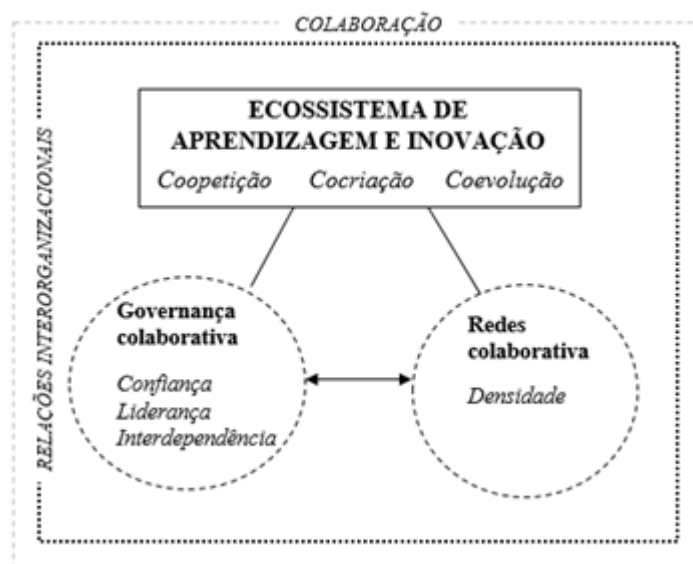 COLABORAÇÃO
RELAÇÕES INTERORGANIZACIONAIS
ECOSSISTEMA DE
APRENDIZAGEM E INOVAÇÃO
Coopetição Cocriação Coevolução
Governança
colaborativa
Confiança
Liderança
Interdependência
Redes
colaborativa
Densidade